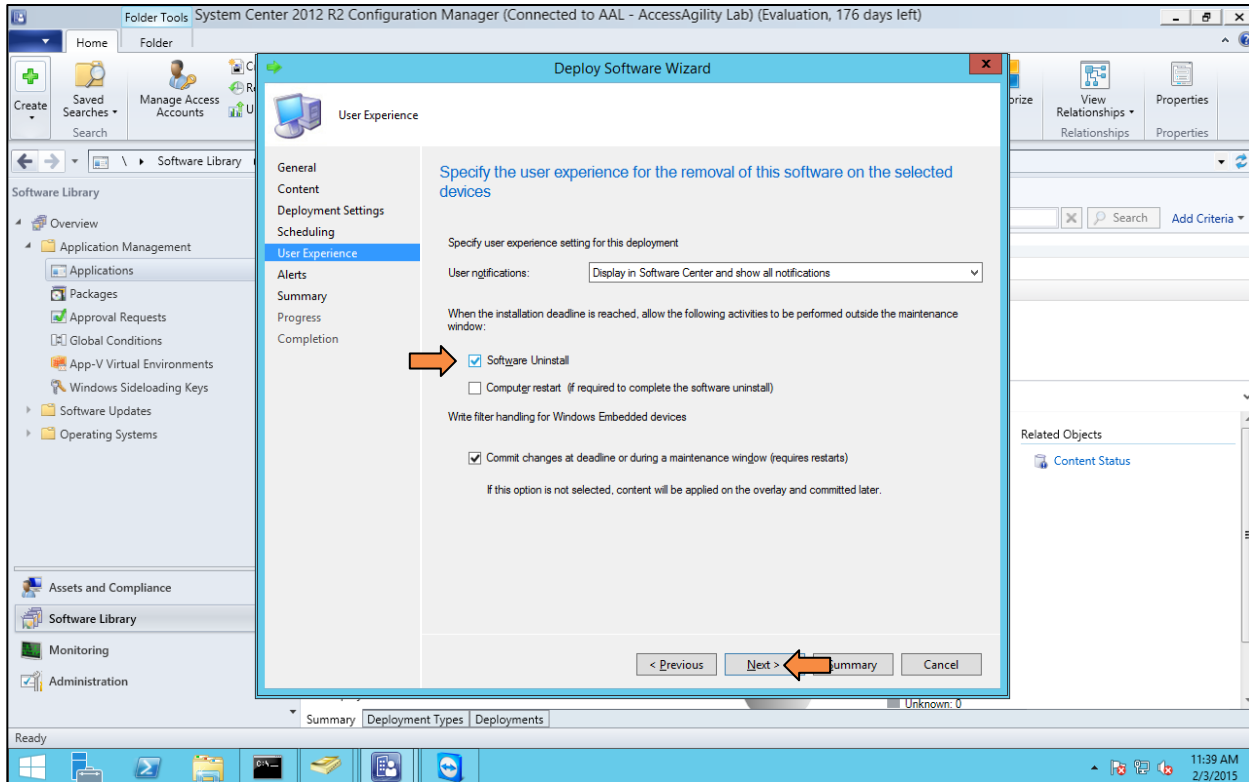 Folder Tools System Center 2012 R2 Configuration Manager (Connected to AAL - AccessAgility Lab) (Evaluation, 176 days left)
Home Folder
Create
Saved Searches
Search
Manage Access Accounts
View Relationships
Relationships
Properties
Properties
\ Software Library
Software Library
Overview
Application Management
Applications
Packages
Approval Requests
Global Conditions
App-V Virtual Environments
Windows Sideloading Keys
Software Updates
Operating Systems
Assets and Compliance
Software Library
Monitoring
Administration
Deploy Software Wizard
User Experience
General
Content
Deployment Settings
Scheduling
User Experience
Alerts
Summary
Progress
Completion
Specify the user experience for the removal of this software on the selected
devices
Specify user experience setting for this deployment
User notifications: Display in Software Center and show all notifications
When the installation deadline is reached, allow the following activities to be performed outside the maintenance
window:
Software Uninstall
Computer restart (if required to complete the software uninstall)
Write filter handling for Windows Embedded devices
Commit changes at deadline or during a maintenance window (requires restarts)
If this option is not selected, content will be applied on the overlay and committed later.
< Previous Next > Summary Cancel
Search Add Criteria
Related Objects
Content Status
Unknown: 0
Summary Deployment Types Deployments
Ready
11:39 AM
2/3/2015